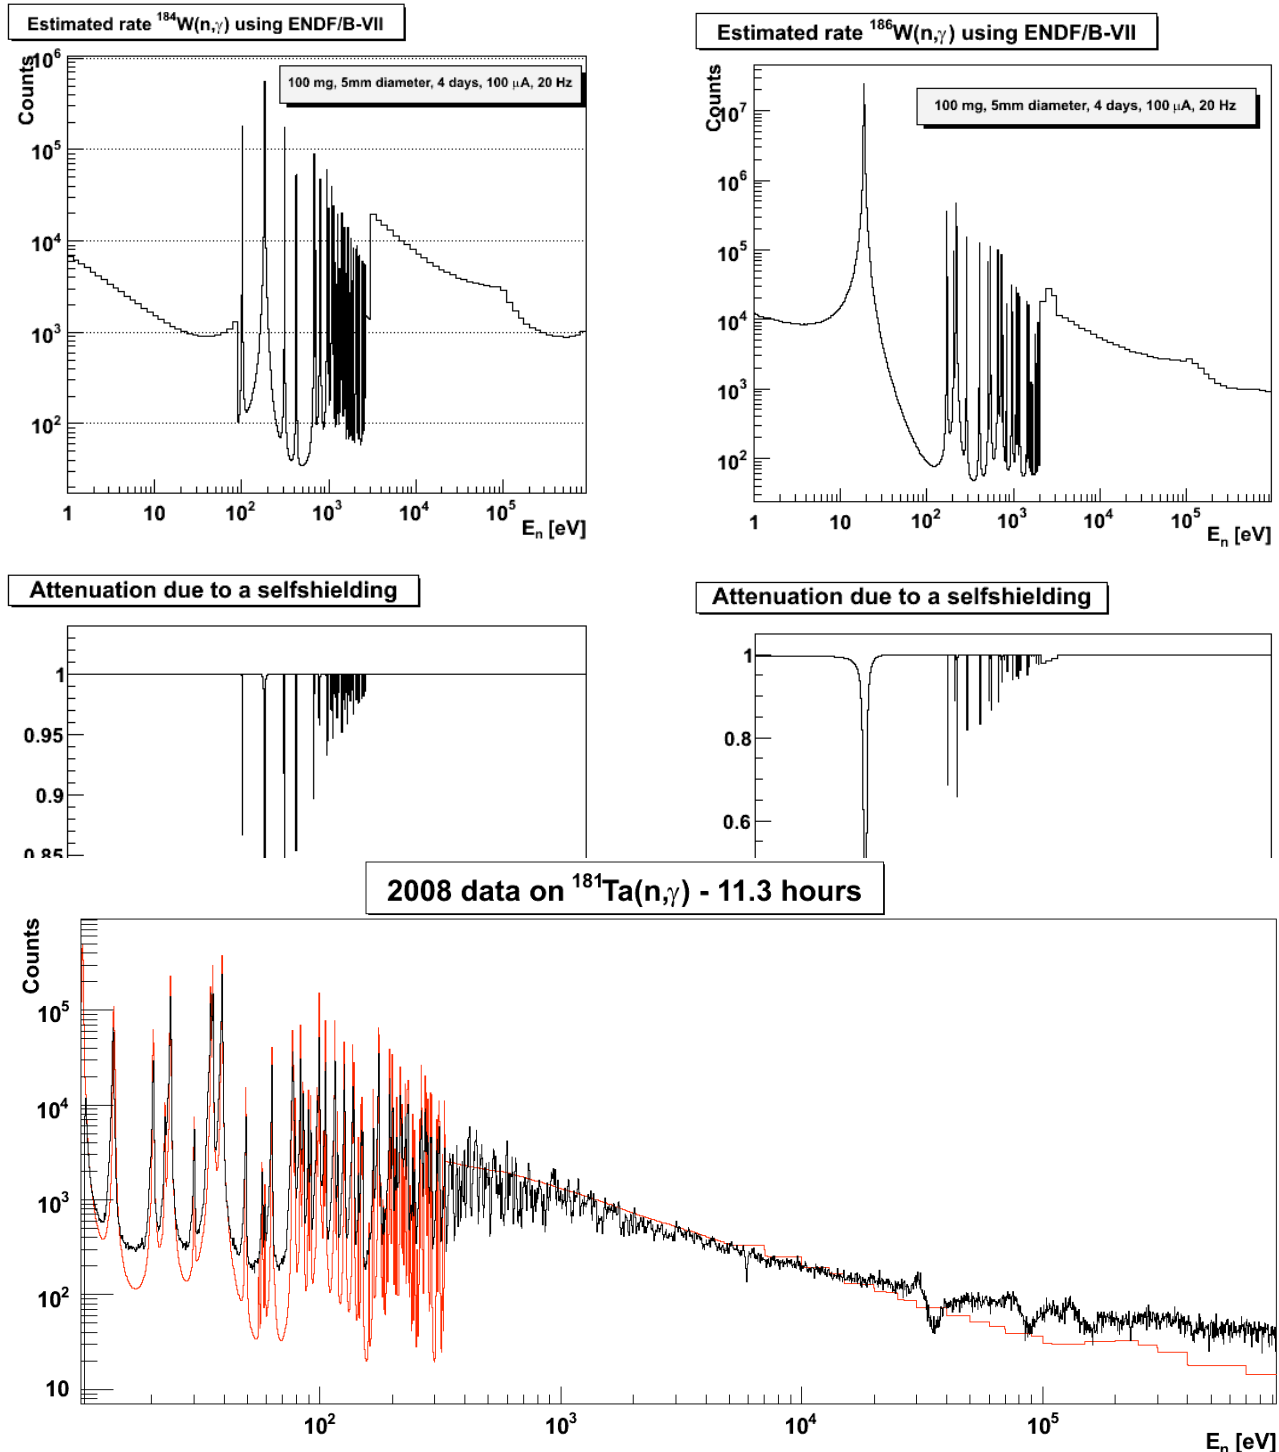 Estimated rate ¹⁸⁴W(n,γ) using ENDF/B-VII
Counts
100 mg, 5mm diameter, 4 days, 100 μA, 20 Hz
10⁶
10⁵
10⁴
10³
10²
1 10 10² 10³ 10⁴ 10⁵
Eₙ [eV]
Estimated rate ¹⁸⁶W(n,γ) using ENDF/B-VII
Counts
100 mg, 5mm diameter, 4 days, 100 μA, 20 Hz
10⁷
10⁶
10⁵
10⁴
10³
10²
1 10 10² 10³ 10⁴ 10⁵
Eₙ [eV]
Attenuation due to a selfshielding
1
0.95
0.9
0.85
Attenuation due to a selfshielding
1
0.8
0.6
2008 data on ¹⁸¹Ta(n,γ) - 11.3 hours
Counts
10⁵
10⁴
10³
10²
10
10² 10³ 10⁴ 10⁵
Eₙ [eV]